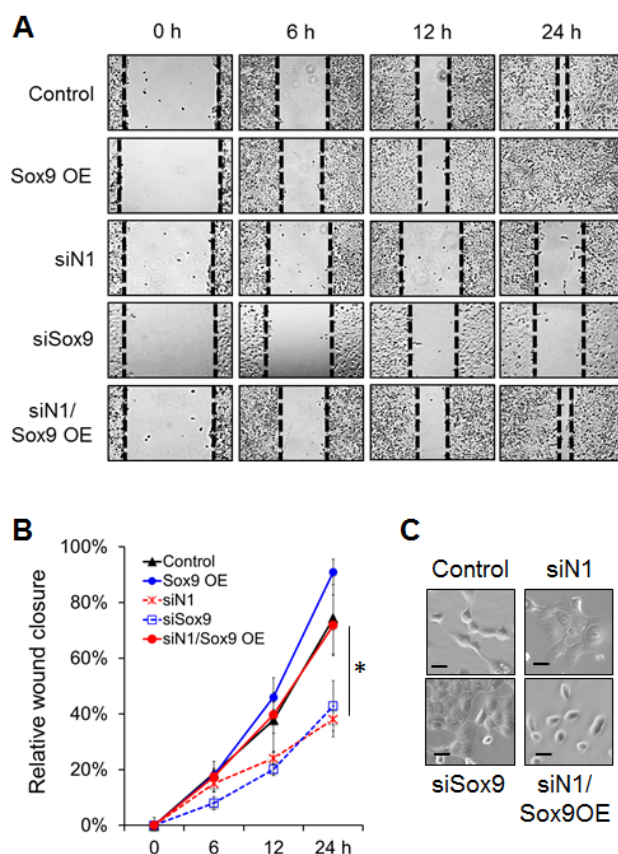 A
0 h 6 h 12 h 24 h
Control
Sox9 OE
siN1
siSox9
siN1/
Sox9 OE
B
Relative wound closure
100%
80%
60%
40%
20%
0%
Control
Sox9 OE
siN1
siSox9
siN1/Sox9 OE
*
0 6 12 24 h
C
Control siN1
siSox9 siN1/
Sox9OE